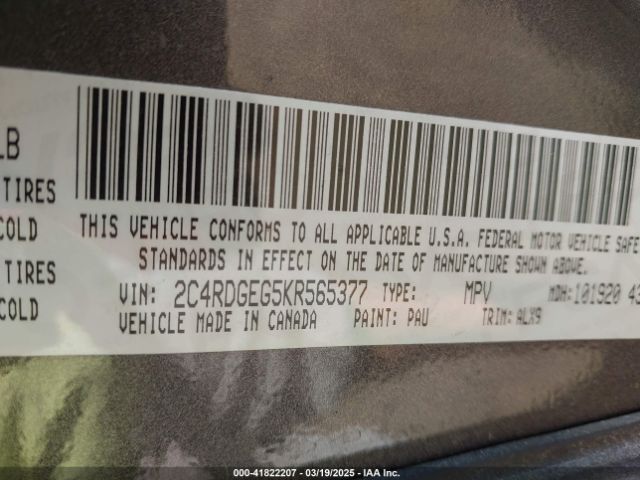 LB
TIRES
COLD
TIRES
COLD
THIS VEHICLE CONFORMS TO ALL APPLICABLE U.S.A. FEDERAL MOTOR VEHICLE SAFE
STANDARDS IN EFFECT ON THE DATE OF MANUFACTURE SHOWN ABOVE.
VIN: 2C4RDGEG5KR565377 TYPE: MPV MDH: 101920 43
VEHICLE MADE IN CANADA PAINT: PAU TRIM: ALX9
000-41822207 - 03/19/2025 - IAA Inc.